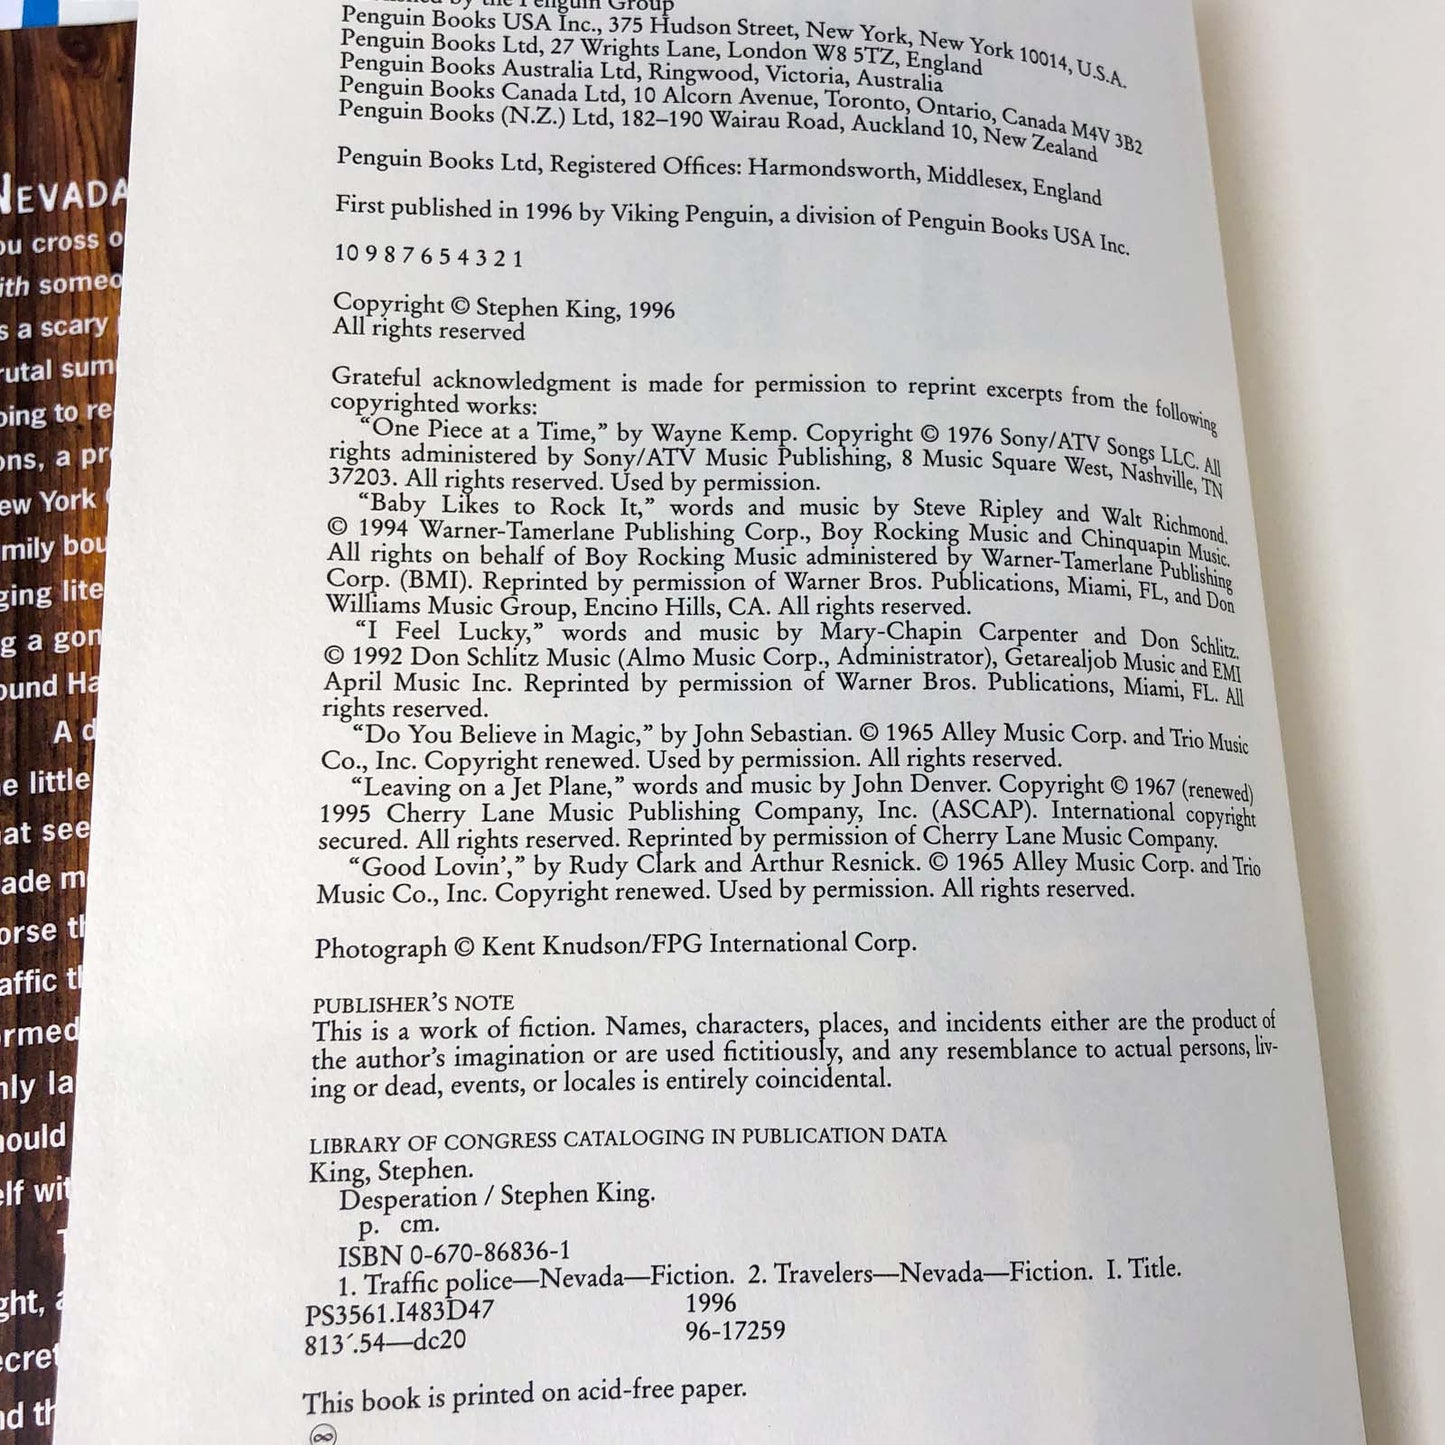 by the Penguin Group
Penguin Books USA Inc., 375 Hudson Street, New York, New York 10014, U.S.A.
Penguin Books Ltd, 27 Wrights Lane, London W8 5TZ, England
Penguin Books Australia Ltd, Ringwood, Victoria, Australia
Penguin Books Canada Ltd, 10 Alcorn Avenue, Toronto, Ontario, Canada M4V 3B2
Penguin Books (N.Z.) Ltd, 182–190 Wairau Road, Auckland 10, New Zealand
Penguin Books Ltd, Registered Offices: Harmondsworth, Middlesex, England
First published in 1996 by Viking Penguin, a division of Penguin Books USA Inc.
10 9 8 7 6 5 4 3 2 1
Copyright © Stephen King, 1996
All rights reserved
Grateful acknowledgment is made for permission to reprint excerpts from the following
copyrighted works:
“One Piece at a Time,” by Wayne Kemp. Copyright © 1976 Sony/ATV Songs LLC. All
rights administered by Sony/ATV Music Publishing, 8 Music Square West, Nashville, TN
37203. All rights reserved. Used by permission.
“Baby Likes to Rock It,” words and music by Steve Ripley and Walt Richmond.
© 1994 Warner-Tamerlane Publishing Corp., Boy Rocking Music and Chinquapin Music.
All rights on behalf of Boy Rocking Music administered by Warner-Tamerlane Publishing
Corp. (BMI). Reprinted by permission of Warner Bros. Publications, Miami, FL, and Don
Williams Music Group, Encino Hills, CA. All rights reserved.
“I Feel Lucky,” words and music by Mary-Chapin Carpenter and Don Schlitz.
© 1992 Don Schlitz Music (Almo Music Corp., Administrator), Getarealjob Music and EMI
April Music Inc. Reprinted by permission of Warner Bros. Publications, Miami, FL. All
rights reserved.
“Do You Believe in Magic,” by John Sebastian. © 1965 Alley Music Corp. and Trio Music
Co., Inc. Copyright renewed. Used by permission. All rights reserved.
“Leaving on a Jet Plane,” words and music by John Denver. Copyright © 1967 (renewed)
1995 Cherry Lane Music Publishing Company, Inc. (ASCAP). International copyright
secured. All rights reserved. Reprinted by permission of Cherry Lane Music Company.
“Good Lovin’,” by Rudy Clark and Arthur Resnick. © 1965 Alley Music Corp. and Trio
Music Co., Inc. Copyright renewed. Used by permission. All rights reserved.
Photograph © Kent Knudson/FPG International Corp.
PUBLISHER’S NOTE
This is a work of fiction. Names, characters, places, and incidents either are the product of
the author’s imagination or are used fictitiously, and any resemblance to actual persons, liv-
ing or dead, events, or locales is entirely coincidental.
LIBRARY OF CONGRESS CATALOGING IN PUBLICATION DATA
King, Stephen.
Desperation / Stephen King.
p. cm.
ISBN 0-670-86836-1
1. Traffic police—Nevada—Fiction. 2. Travelers—Nevada—Fiction. I. Title.
PS3561.I483D47 1996
813´.54—dc20 96-17259
This book is printed on acid-free paper.
∞
NEVADA
cross
someo
a scary
sum
to re
a
York
bou
lite
a
Ha
A
little
see
m
la
wit